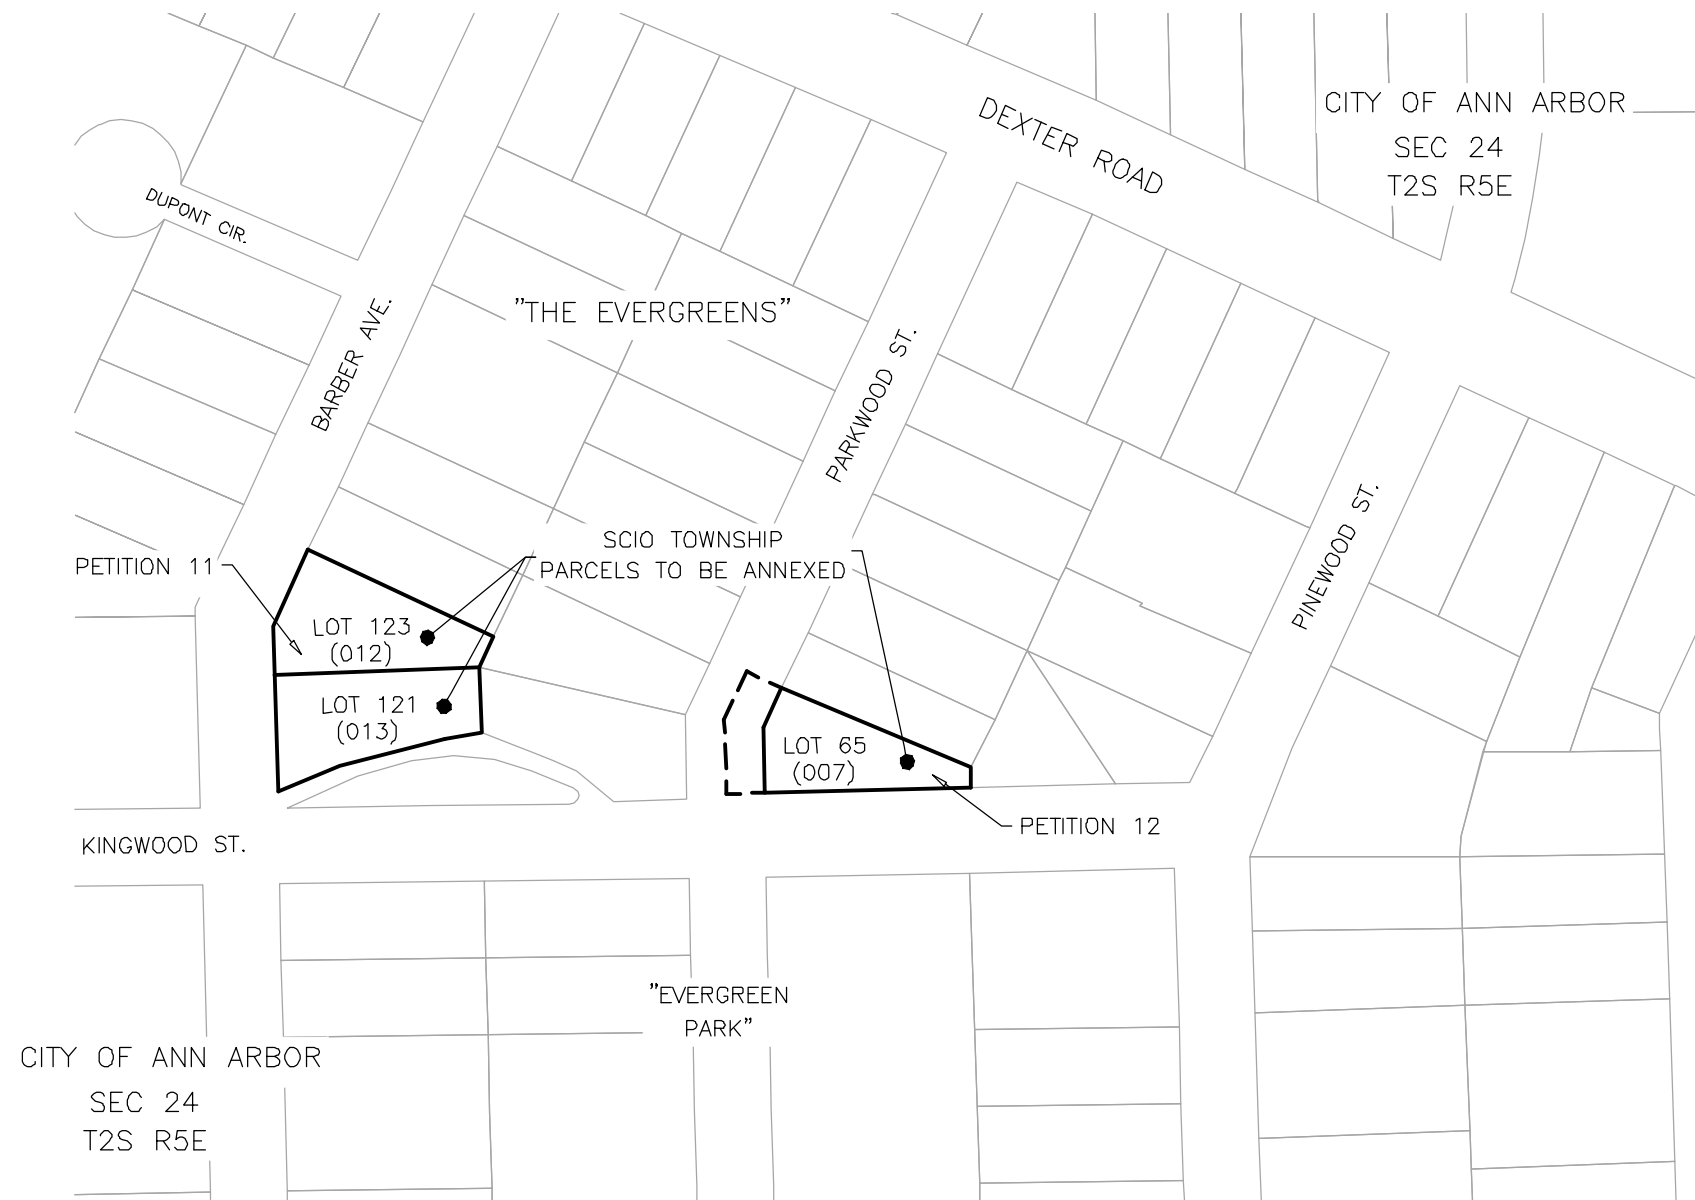 CITY OF ANN ARBOR
SEC 24
T2S R5E
DEXTER ROAD
DUPONT CIR.
BARBER AVE.
"THE EVERGREENS"
PARKWOOD ST.
PINEWOOD ST.
SCIO TOWNSHIP
PARCELS TO BE ANNEXED
PETITION 11
LOT 123
(012)
LOT 121
(013)
LOT 65
(007)
PETITION 12
KINGWOOD ST.
"EVERGREEN
PARK"
CITY OF ANN ARBOR
SEC 24
T2S R5E